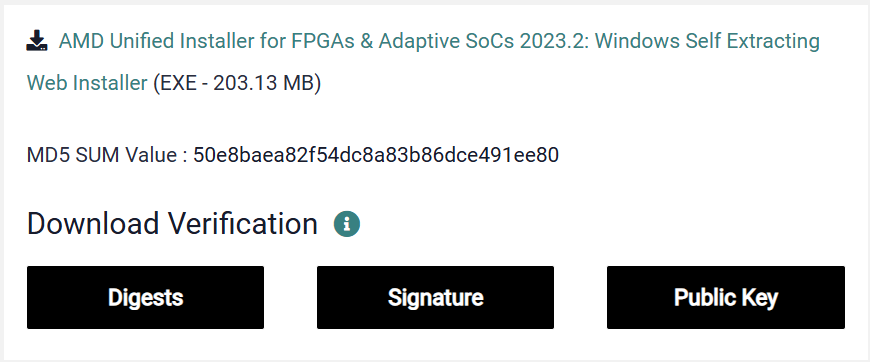 AMD Unified Installer for FPGAs & Adaptive SoCs 2023.2: Windows Self Extracting
Web Installer (EXE - 203.13 MB)
MD5 SUM Value : 50e8baea82f54dc8a83b86dce491ee80
Download Verification
Digests
Signature
Public Key